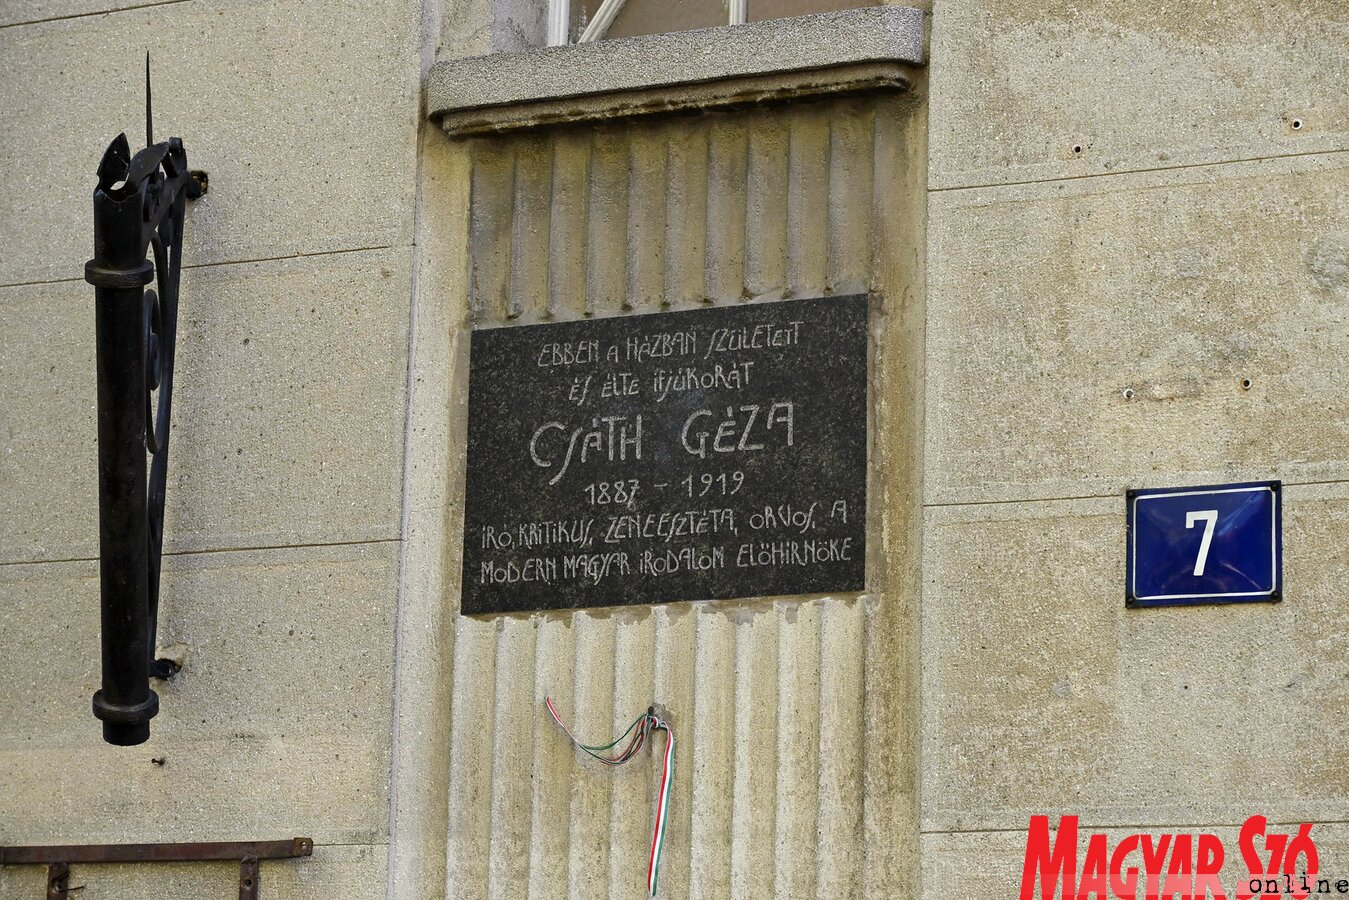 EBBEN A HÁZBAN SZÜLETETT
ÉS ÉLTE IFJÚKORÁT
CSÁTH GÉZA
1887 - 1919
ÍRÓ, KRITIKUS, ZENEESZTÉTA, ORVOS, A
MODERN MAGYAR IRODALOM ELŐHIRNÖKE
7
MAGYAR SZÓ
online